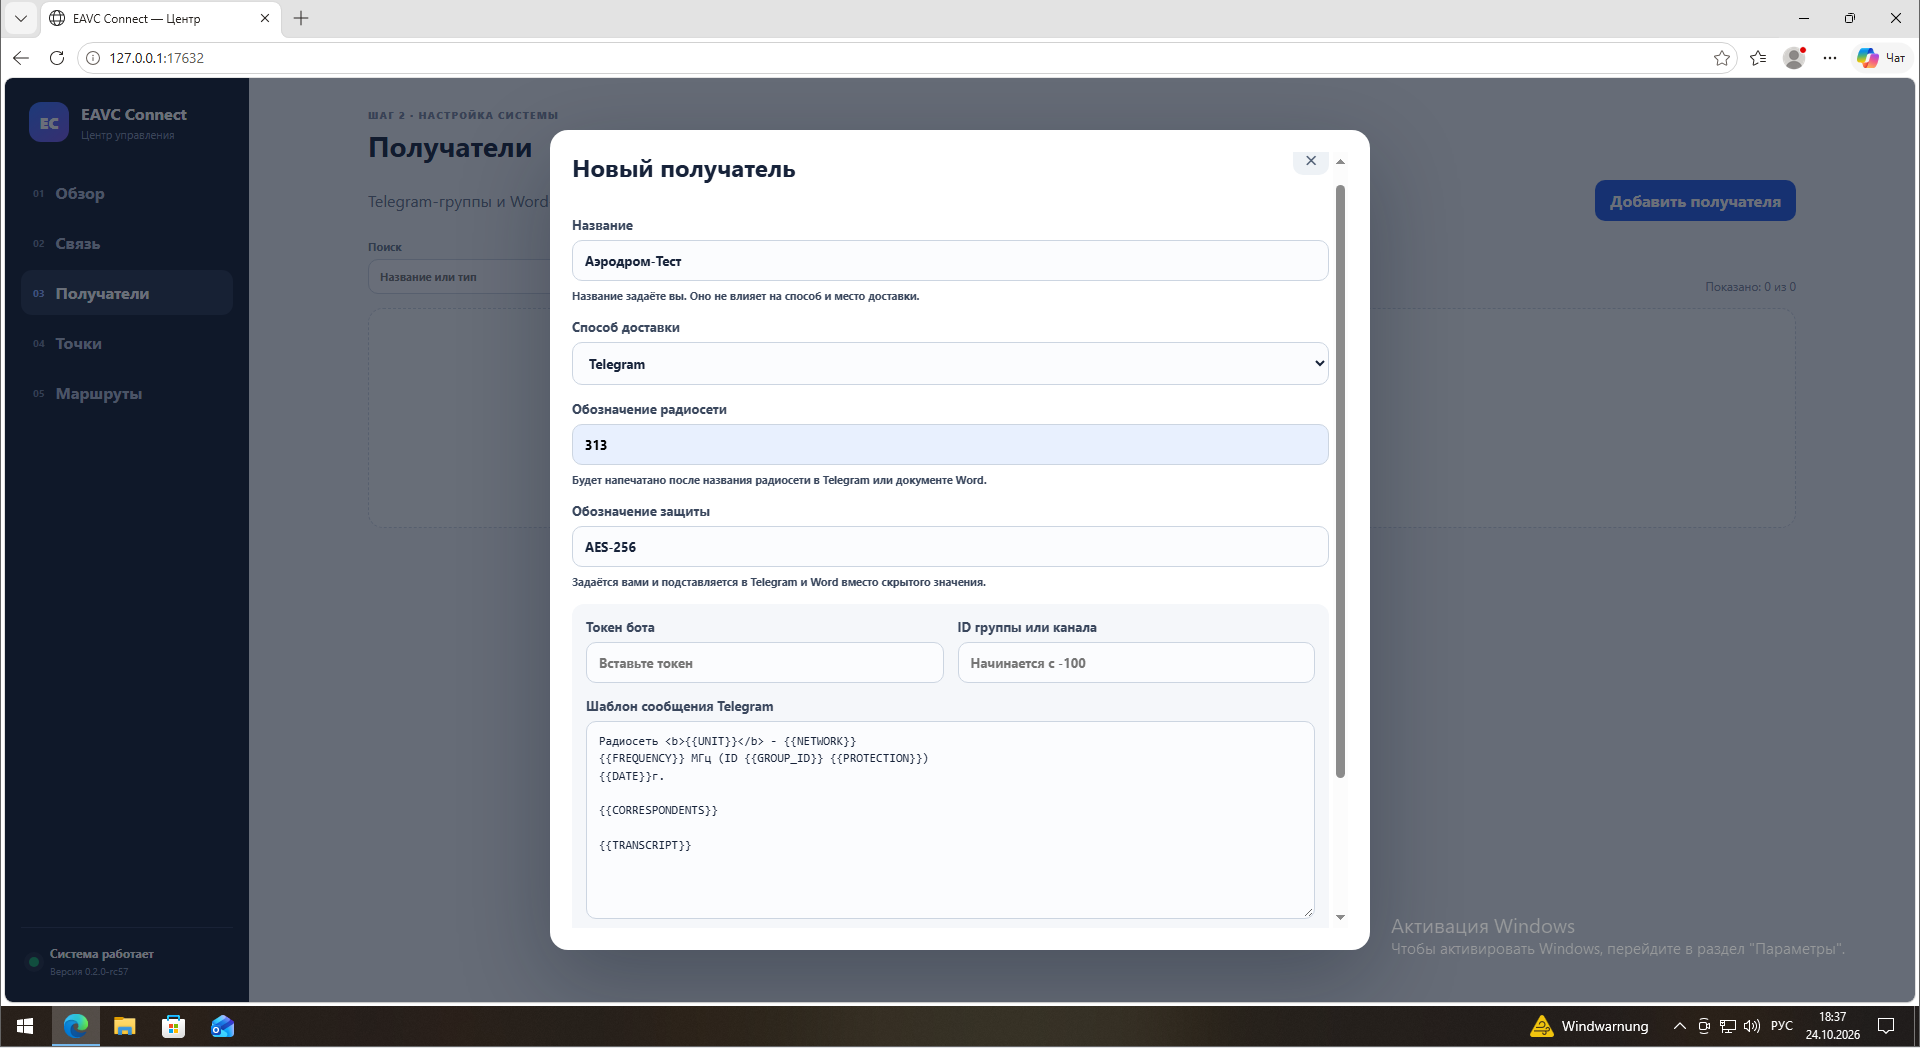 EAVC Connect — Центр
127.0.0.1:17632
Чат
EC
EAVC Connect
Центр управления
01 Обзор
02 Связь
03 Получатели
04 Точки
05 Маршруты
Система работает
Версия 0.2.0-rc57
ШАГ 2 · НАСТРОЙКА СИСТЕМЫ
Получатели
Telegram-группы и Word
Добавить получателя
Поиск
Название или тип
Показано: 0 из 0
Новый получатель
Название
Аэродром-Тест
Название задаёте вы. Оно не влияет на способ и место доставки.
Способ доставки
Telegram
Обозначение радиосети
313
Будет напечатано после названия радиосети в Telegram или документе Word.
Обозначение защиты
AES-256
Задаётся вами и подставляется в Telegram и Word вместо скрытого значения.
Токен бота
Вставьте токен
ID группы или канала
Начинается с -100
Шаблон сообщения Telegram
Радиосеть <b>{{UNIT}}</b> - {{NETWORK}}
{{FREQUENCY}} МГц (ID {{GROUP_ID}} {{PROTECTION}})
{{DATE}}г.
{{CORRESPONDENTS}}
{{TRANSCRIPT}}
Активация Windows
Чтобы активировать Windows, перейдите в раздел "Параметры".
Windwarnung
РУС
18:37
24.10.2026